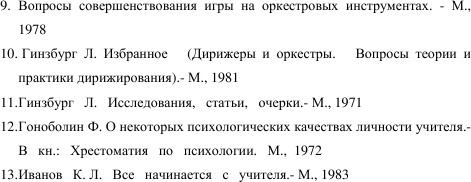 9. Вопросы совершенствования игры на оркестровых инструментах. - М.,
1978
10. Гинзбург Л. Избранное (Дирижеры и оркестры. Вопросы теории и
практики дирижирования).- М., 1981
11.Гинзбург Л. Исследования, статьи, очерки.- М., 1971
12.Гоноболин Ф. О некоторых психологических качествах личности учителя.-
В кн.: Хрестоматия по психологии. М., 1972
13.Иванов К. Л. Все начинается с учителя.- М., 1983